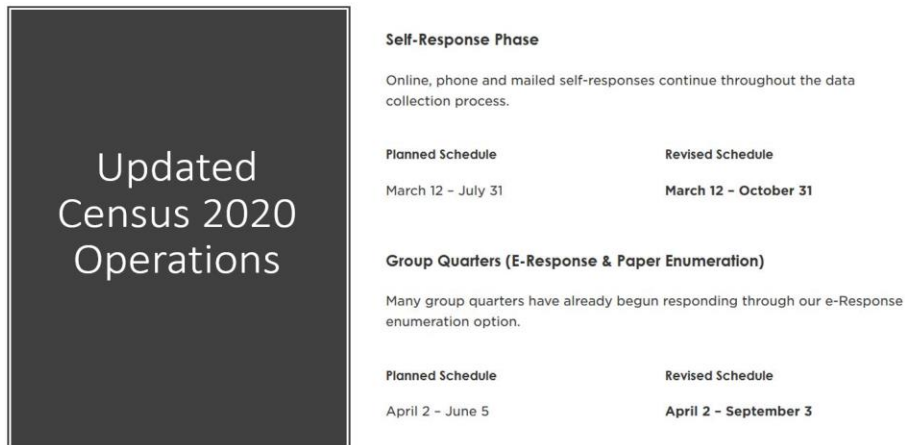 Updated
Census 2020
Operations
Self-Response Phase
Online, phone and mailed self-responses continue throughout the data
collection process.
Planned Schedule Revised Schedule
March 12 – July 31 March 12 – October 31
Group Quarters (E-Response & Paper Enumeration)
Many group quarters have already begun responding through our e-Response
enumeration option.
Planned Schedule Revised Schedule
April 2 – June 5 April 2 – September 3